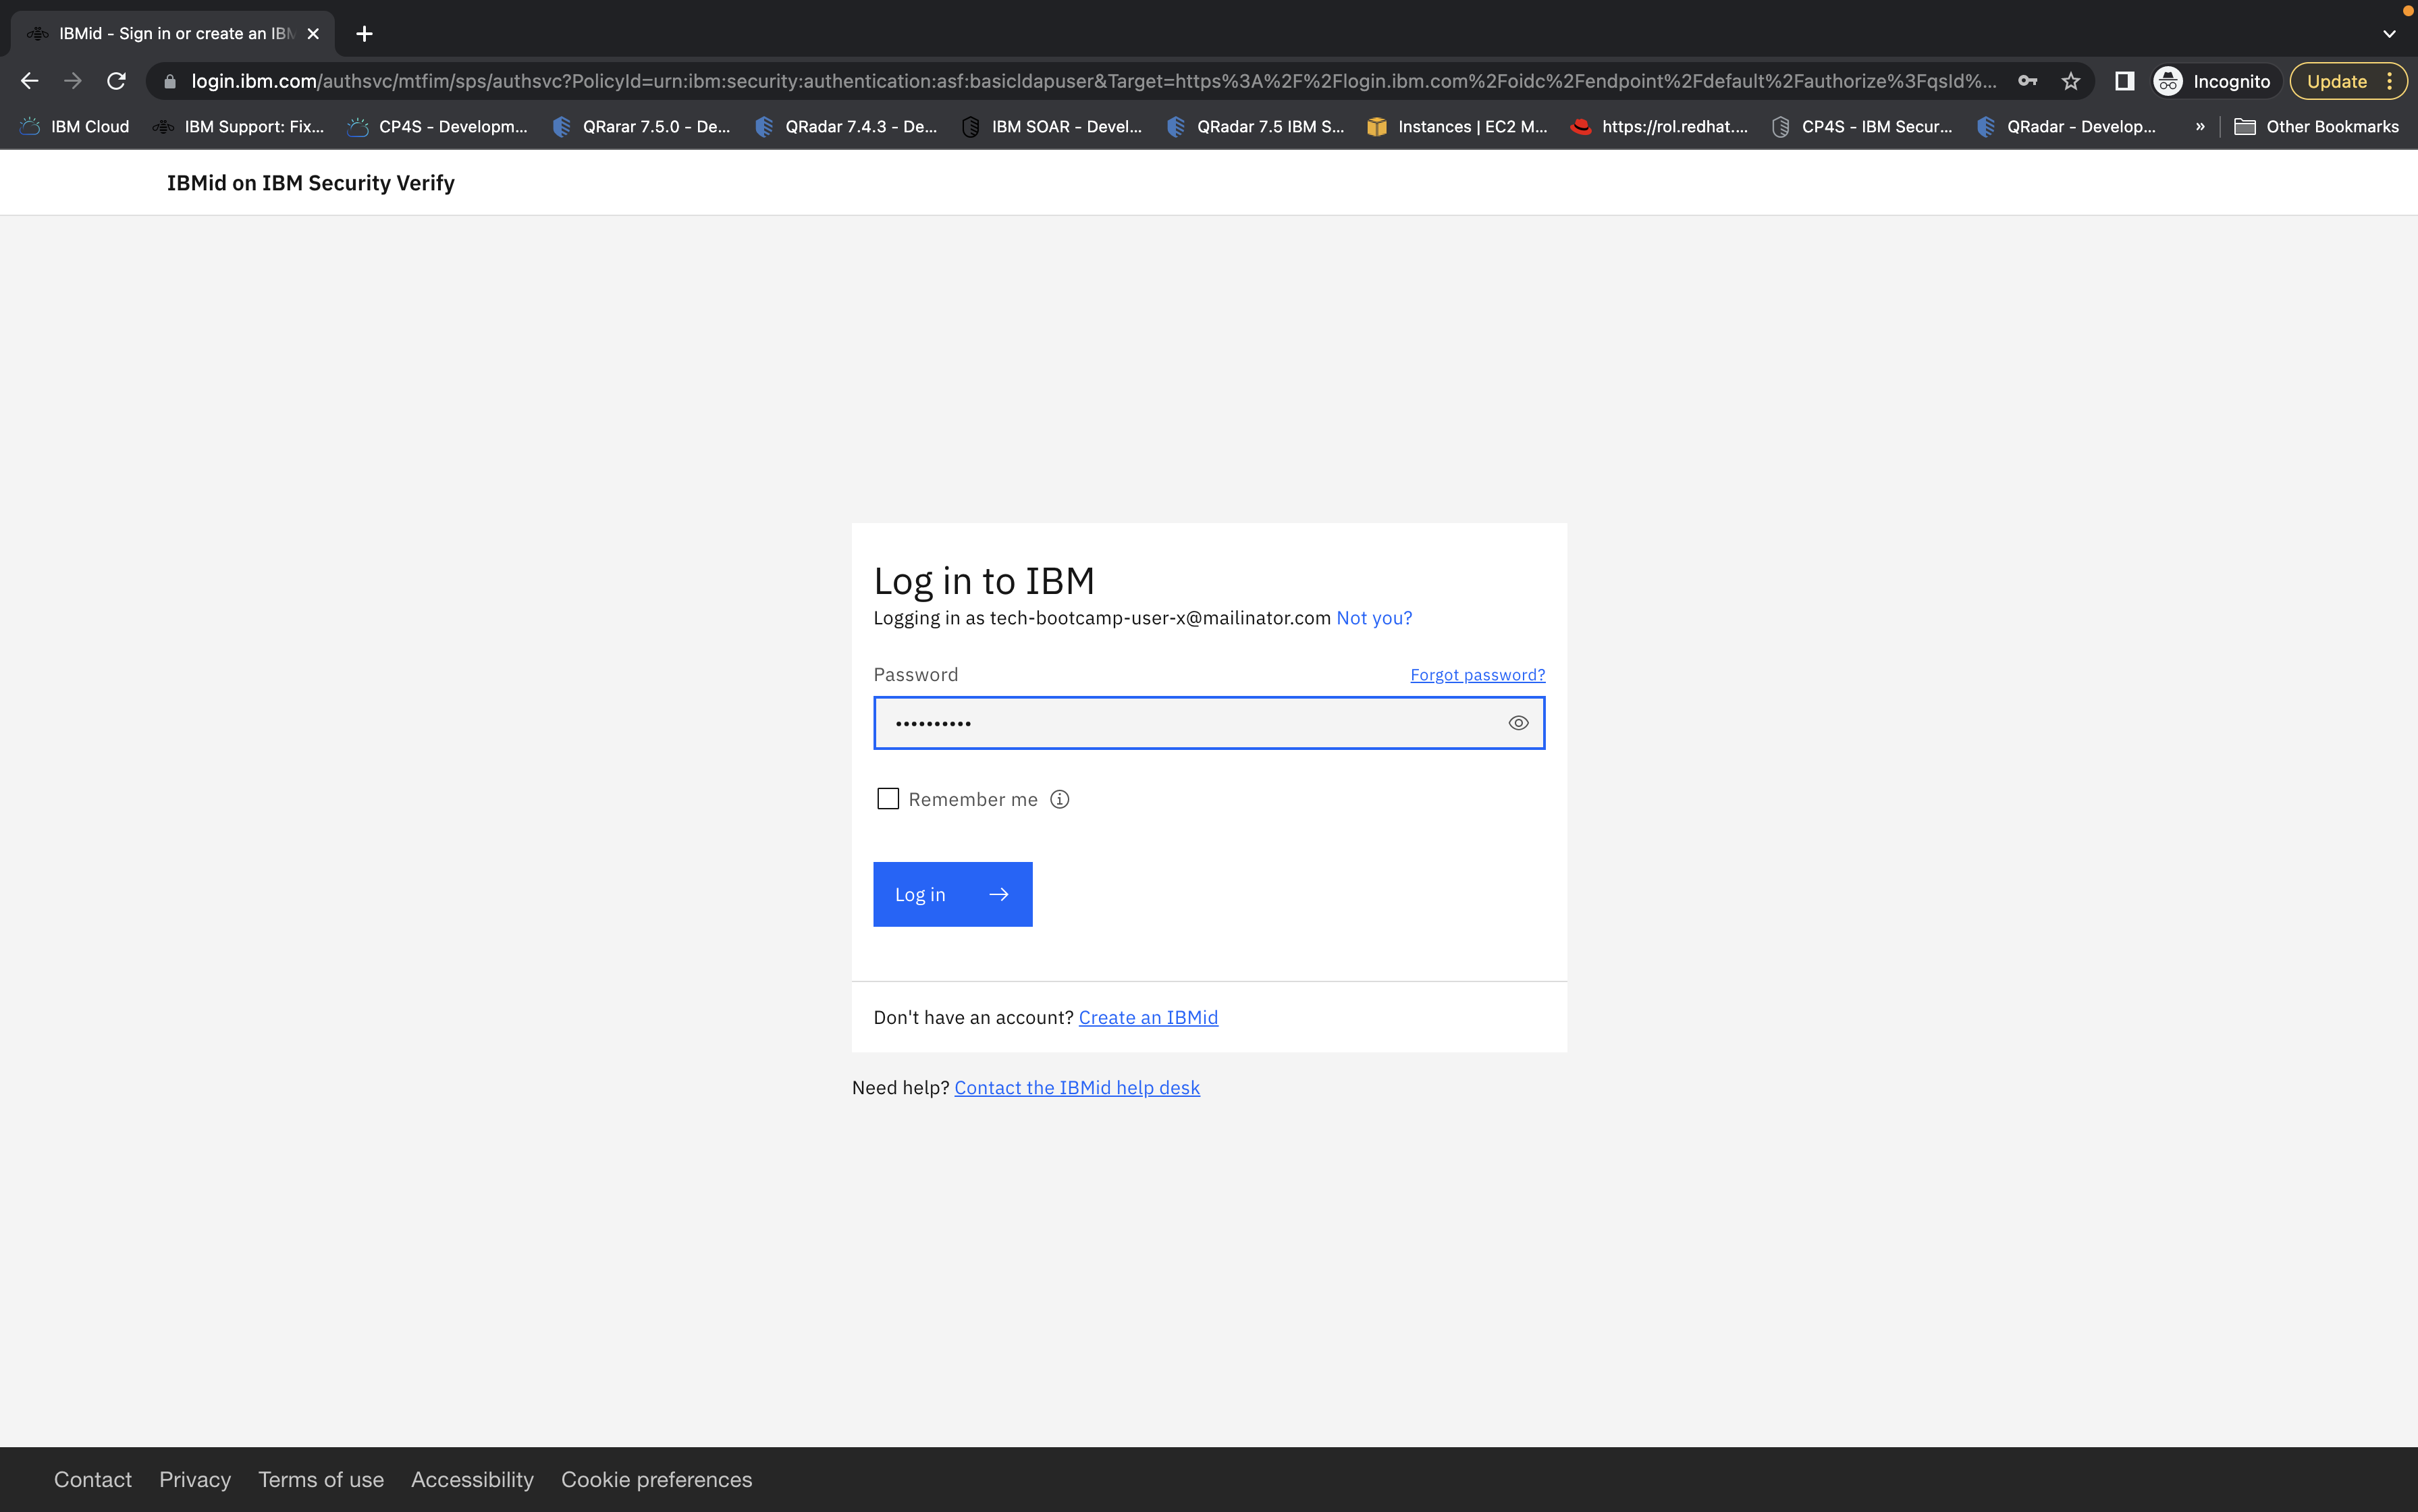 IBMid - Sign in or create an IBM
login.ibm.com/authsvc/mtfim/sps/authsvc?PolicyId=urn:ibm:security:authentication:asf:basicldapuser&Target=https%3A%2F%2Flogin.ibm.com%2Foidc%2Fendpoint%2Fdefault%2Fauthorize%3FqsId%... Incognito Update
IBM Cloud IBM Support: Fix... CP4S - Developm... QRarar 7.5.0 - De... QRadar 7.4.3 - De... IBM SOAR - Devel... QRadar 7.5 IBM S... Instances | EC2 M... https://rol.redhat.... CP4S - IBM Secur... QRadar - Develop... » Other Bookmarks
IBMid on IBM Security Verify
Log in to IBM
Logging in as tech-bootcamp-user-x@mailinator.com Not you?
Password Forgot password?
••••••••••
Remember me
Log in
Don't have an account? Create an IBMid
Need help? Contact the IBMid help desk
Contact Privacy Terms of use Accessibility Cookie preferences